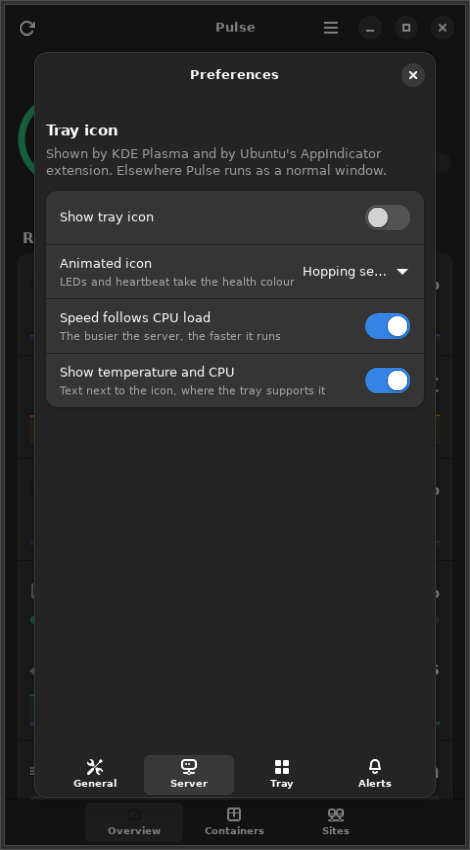 Pulse
Preferences
Tray icon
Shown by KDE Plasma and by Ubuntu's AppIndicator
extension. Elsewhere Pulse runs as a normal window.
Show tray icon
Animated icon
LEDs and heartbeat take the health colour
Hopping se...
Speed follows CPU load
The busier the server, the faster it runs
Show temperature and CPU
Text next to the icon, where the tray supports it
General
Server
Tray
Alerts
Overview
Containers
Sites